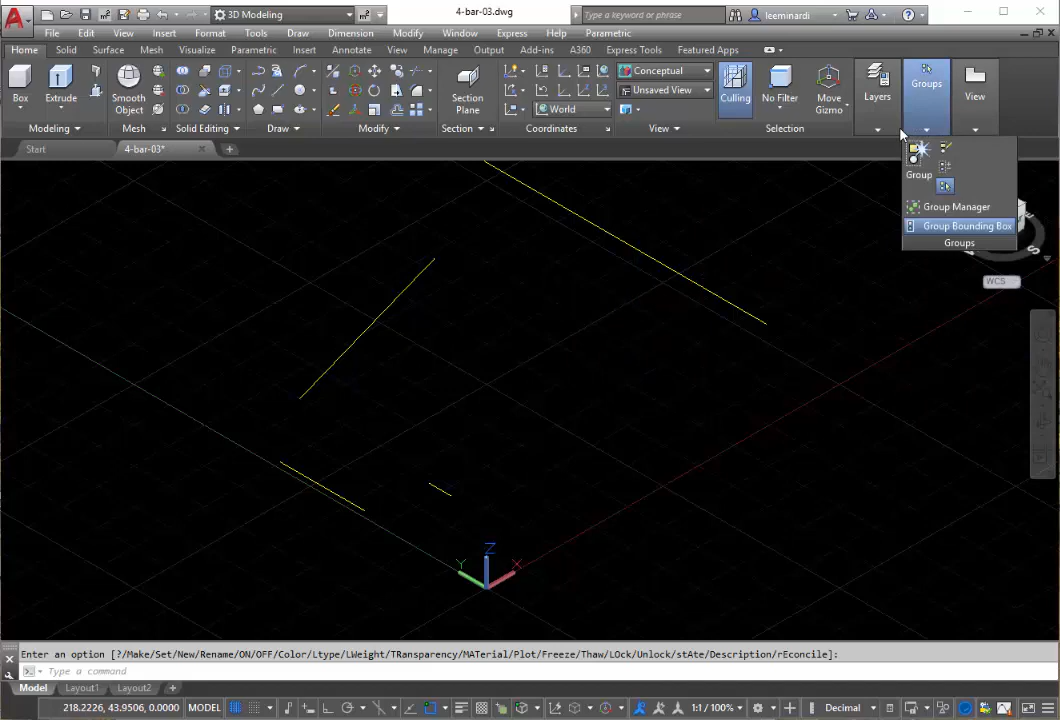 A 3D Modeling 4-bar-03.dwg Type a keyword or phrase leeminardi
File Edit View Insert Format Tools Draw Dimension Modify Window Express Help Parametric
Home Solid Surface Mesh Visualize Parametric Insert Annotate View Manage Output Add-ins A360 Express Tools Featured Apps
Box Extrude Smooth Object Section Plane Conceptual Unsaved View World Culling No Filter Move Gizmo Layers Groups View
Modeling Mesh Solid Editing Draw Modify Section Coordinates View Selection
Start 4-bar-03*
Group
Group Manager
Group Bounding Box
Groups
S
WCS
Z
Y X
Enter an option [?/Make/Set/New/Rename/ON/OFF/Color/Ltype/LWeight/TRansparency/MATerial/Plot/Freeze/Thaw/LOck/Unlock/stAte/Description/rEconcile]:
Type a command
Model Layout1 Layout2
218.2226, 43.9506, 0.0000 MODEL 1:1 / 100% Decimal